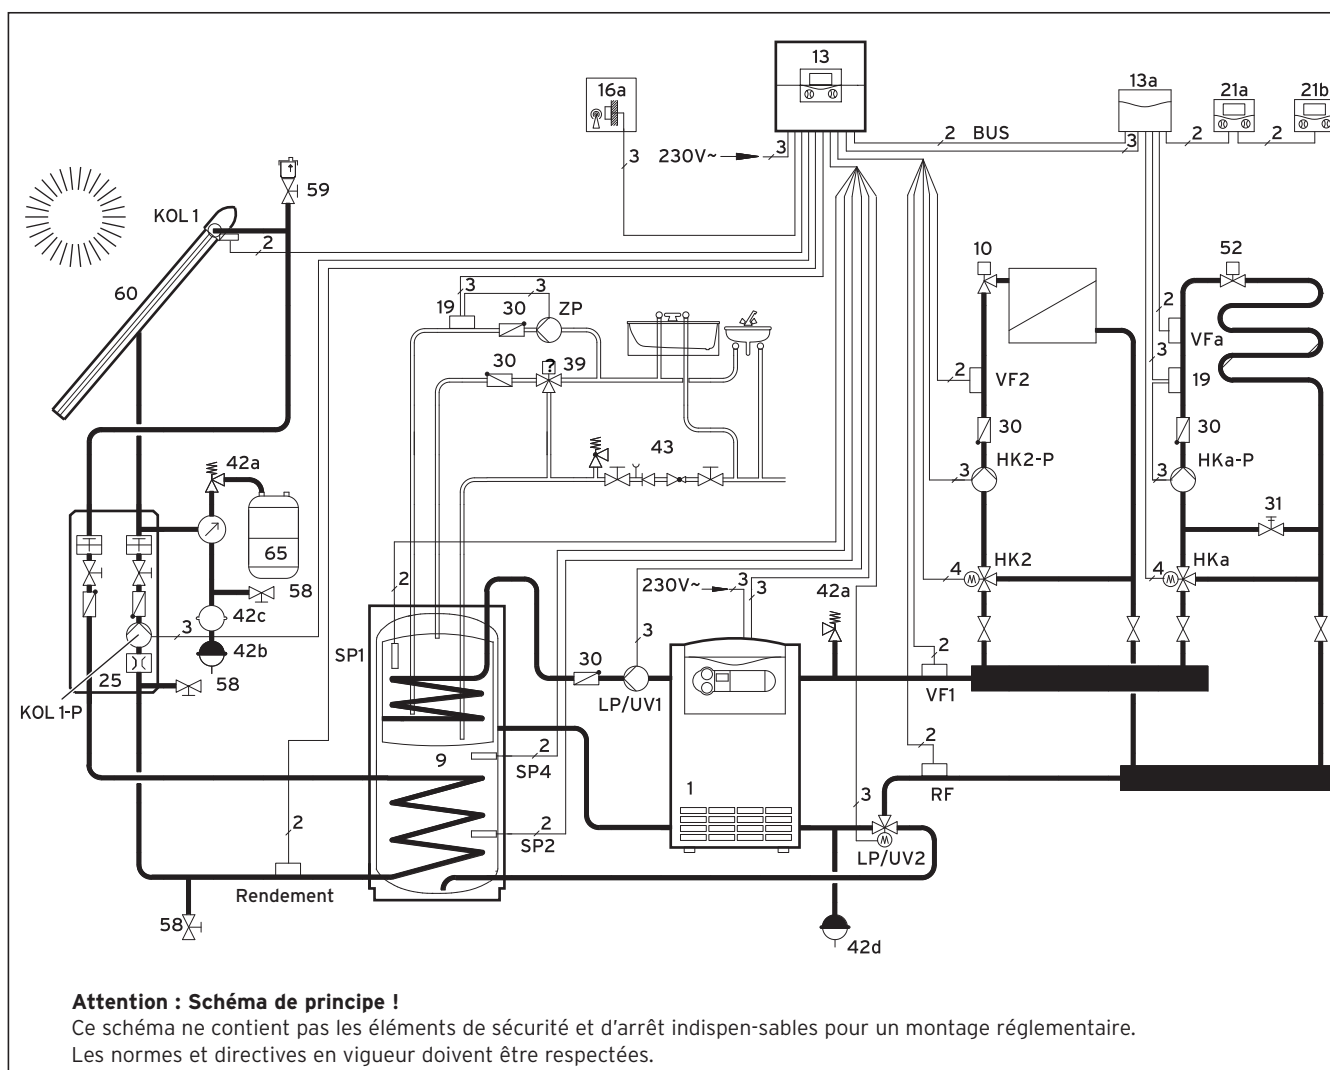 13
13a
21a
21b
16a
3
230V~
3
2 BUS
3
2
2
59
KOL 1
2
60
3
3
19
30
ZP
30
?
39
43
10
52
2
VFa
3
2
VF2
19
30
30
HK2-P
HKa-P
3
3
31
42a
65
58
42c
42b
3
58
25
KOL 1-P
2
SP1
230V~
3
3
42a
3
30
LP/UV1
4
M
HK2
4
M
HKa
2
VF1
2
RF
9
2
SP4
2
SP2
1
3
M
LP/UV2
2
Rendement
58
42d
Attention : Schéma de principe !
Ce schéma ne contient pas les éléments de sécurité et d'arrêt indispen-sables pour un montage réglementaire.
Les normes et directives en vigueur doivent être respectées.